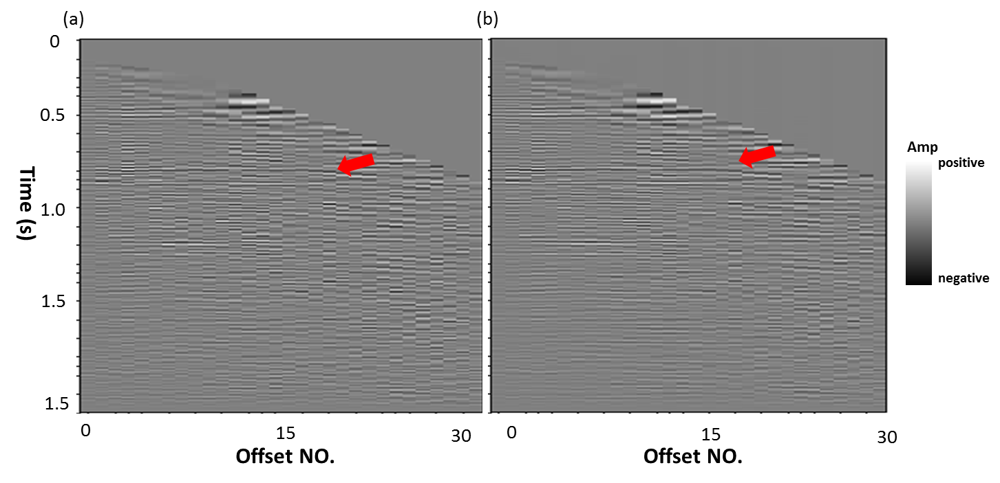 (a)
(b)
0
0.5
1.0
1.5
1.5
Time (s)
0
15
30
Offset NO.
0
15
30
Offset NO.
Amp
positive
negative